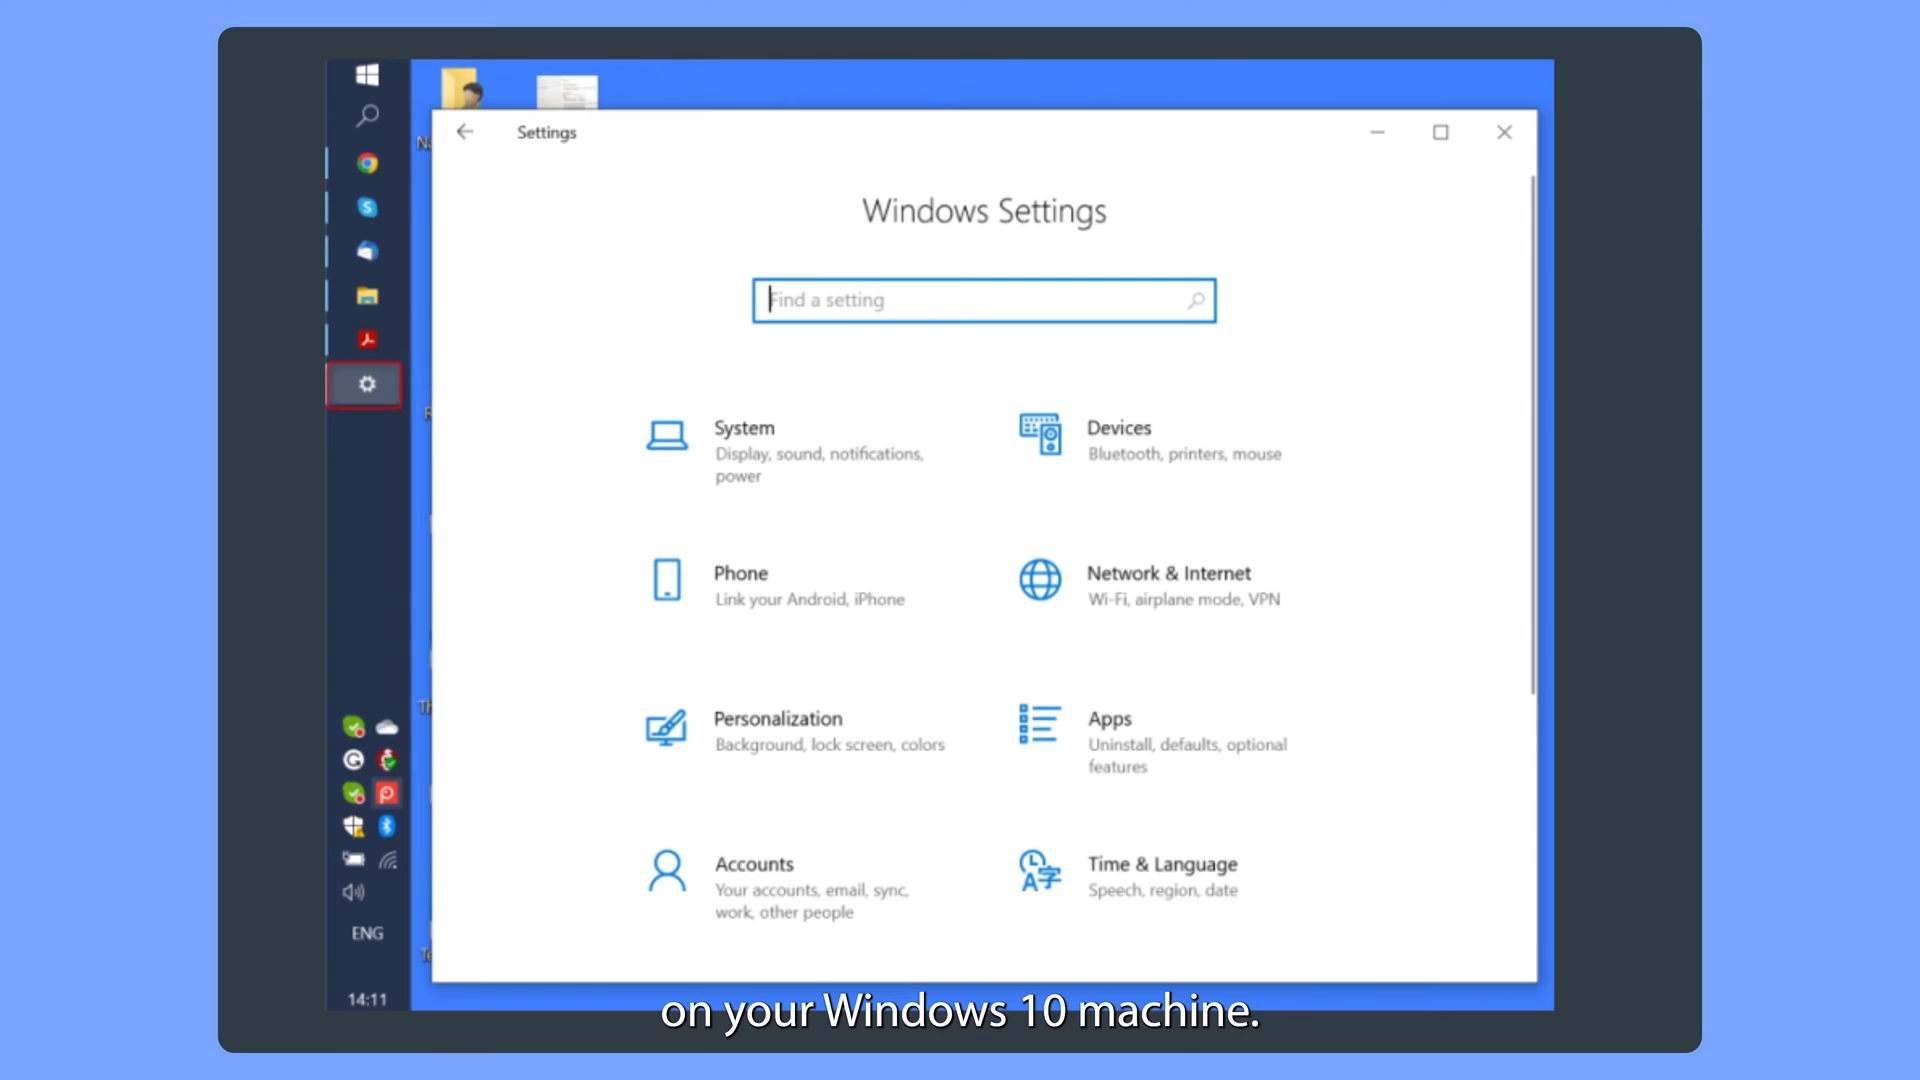 Settings
Windows Settings
Find a setting
System
Display, sound, notifications,
power
Devices
Bluetooth, printers, mouse
Phone
Link your Android, iPhone
Network & Internet
Wi-Fi, airplane mode, VPN
Personalization
Background, lock screen, colors
Apps
Uninstall, defaults, optional
features
Accounts
Your accounts, email, sync,
work, other people
Time & Language
Speech, region, date
ENG
14:11
on your Windows 10 machine.